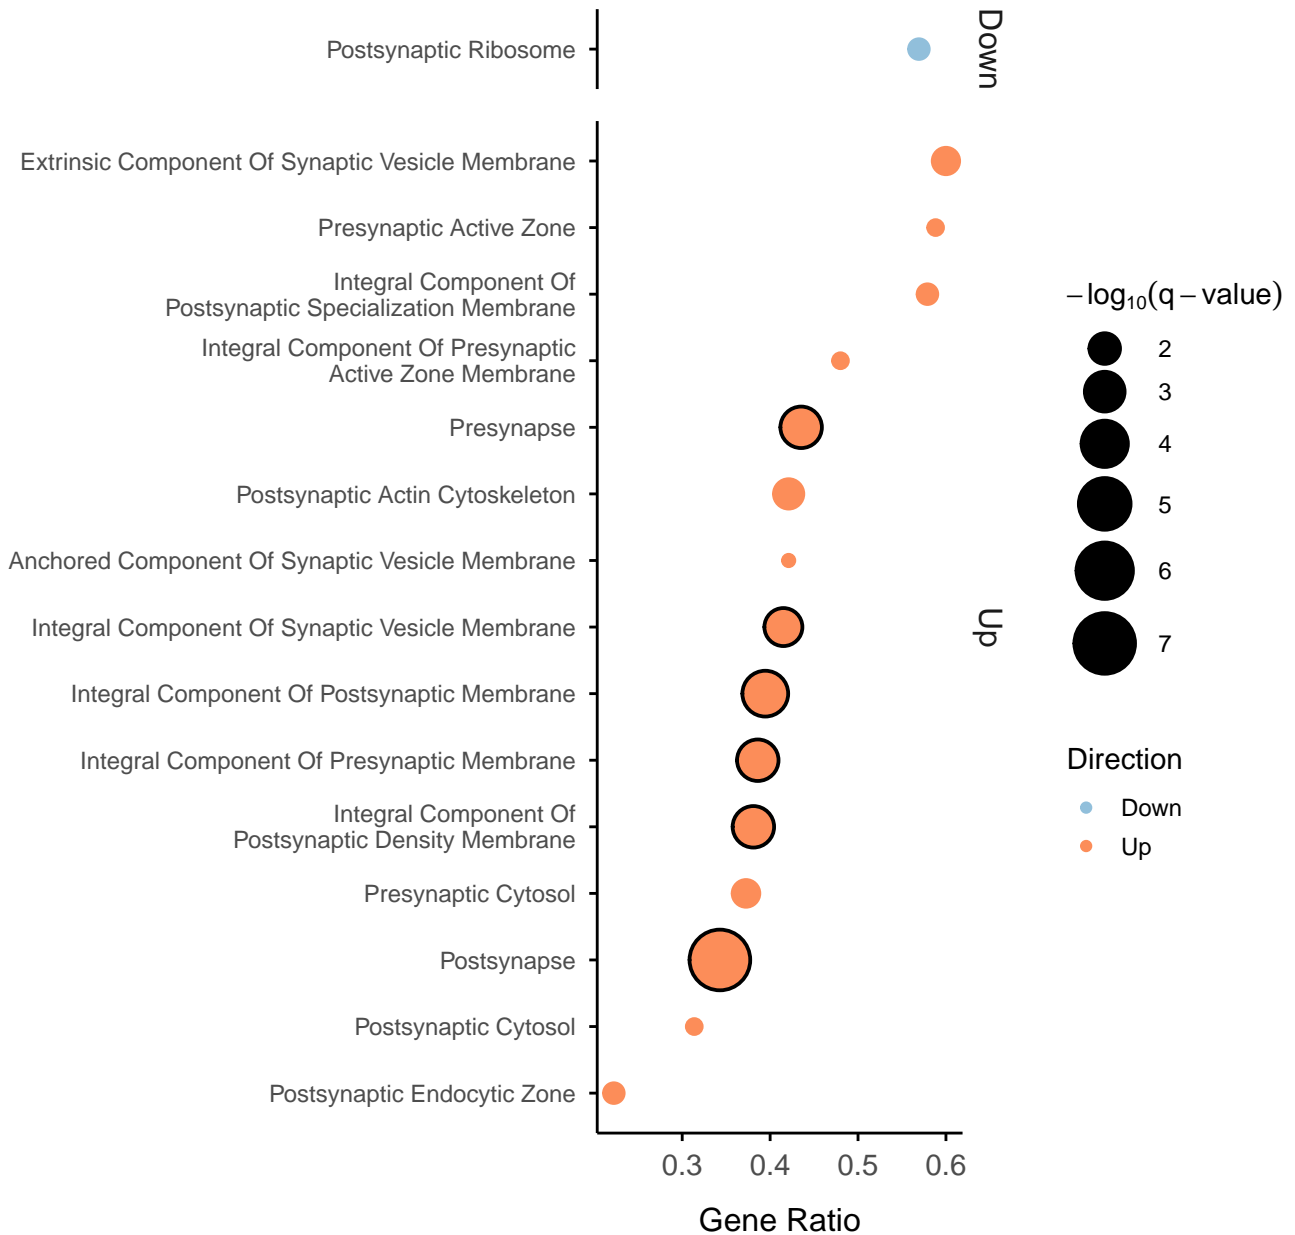 Postsynaptic Ribosome
Down
Extrinsic Component Of Synaptic Vesicle Membrane
Presynaptic Active Zone
Integral Component Of
Postsynaptic Specialization Membrane
Integral Component Of Presynaptic
Active Zone Membrane
Presynapse
Postsynaptic Actin Cytoskeleton
Anchored Component Of Synaptic Vesicle Membrane
Integral Component Of Synaptic Vesicle Membrane
Integral Component Of Postsynaptic Membrane
Integral Component Of Presynaptic Membrane
Integral Component Of
Postsynaptic Density Membrane
Presynaptic Cytosol
Postsynapse
Postsynaptic Cytosol
Postsynaptic Endocytic Zone
Up
0.3 0.4 0.5 0.6
Gene Ratio
−log₁₀(q−value)
2
3
4
5
6
7
Direction
Down
Up